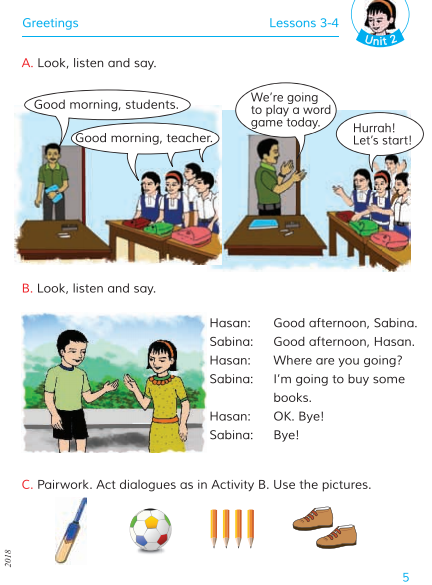 Greetings Lessons 3-4
Unit 2
A. Look, listen and say.
Good morning, students.
Good morning, teacher.
We're going
to play a word
game today.
Hurrah!
Let's start!
B. Look, listen and say.
Hasan: Good afternoon, Sabina.
Sabina: Good afternoon, Hasan.
Hasan: Where are you going?
Sabina: I'm going to buy some
books.
Hasan: OK. Bye!
Sabina: Bye!
C. Pairwork. Act dialogues as in Activity B. Use the pictures.
2018
5